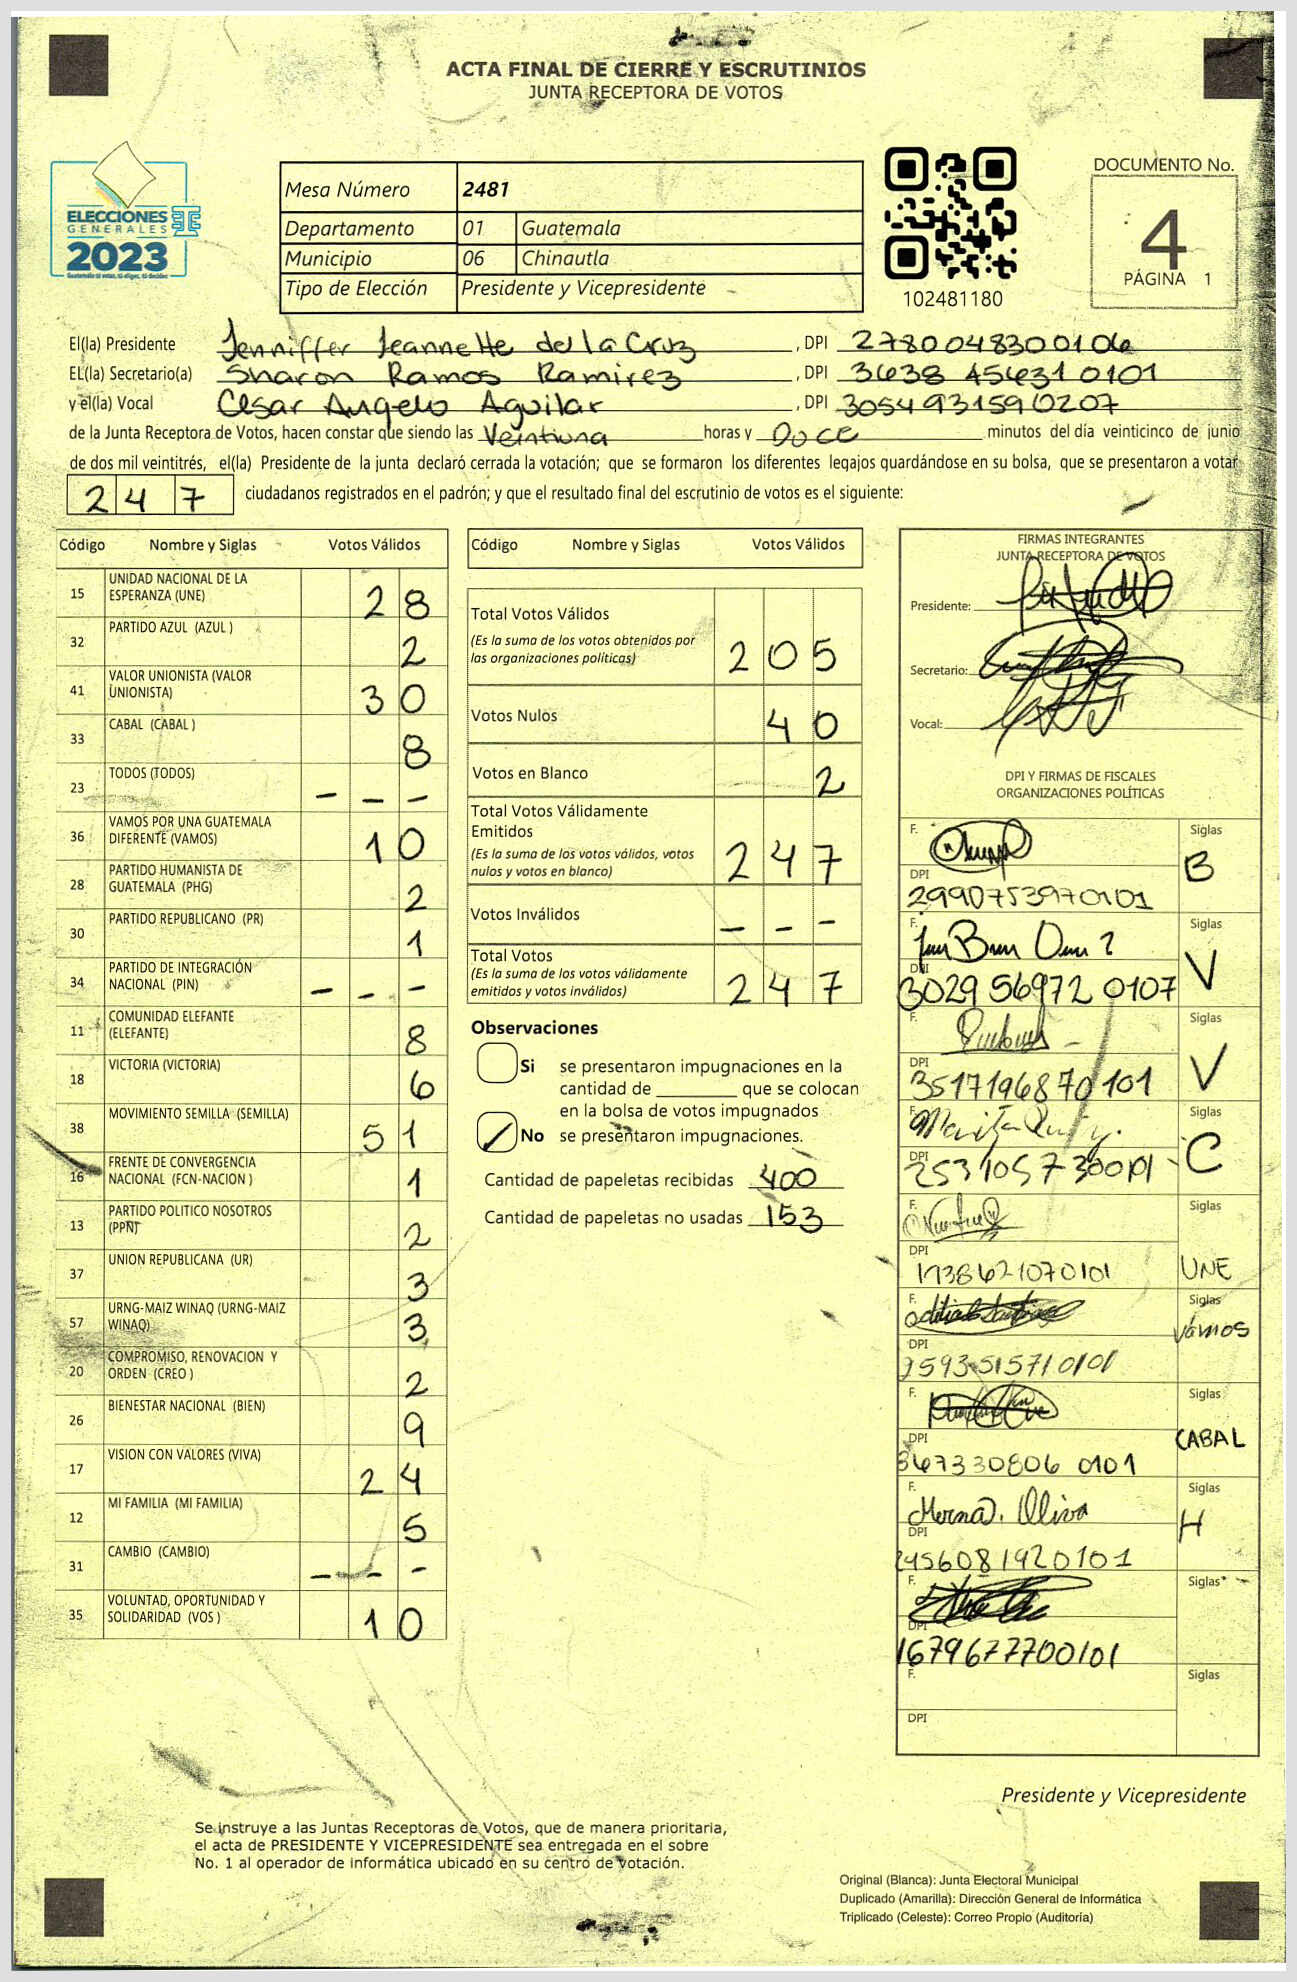 ACTA FINAL DE CIERRE Y ESCRUTINIOS
JUNTA RECEPTORA DE VOTOS
ELECCIONES
GENERALES
2023
Mesa Número 2481
Departamento 01 Guatemala
Municipio 06 Chinautla
Tipo de Elección Presidente y Vicepresidente
102481180
DOCUMENTO No.
4
PÁGINA 1
El(la) Presidente Jenniffer Jeannette de la Cruz, DPI 2780048300106
EL(la) Secretario(a) Sharon Ramos Ramirez, DPI 3638 456310101
y el(la) Vocal Cesar Angelo Aguilar, DPI 3054931590207
de la Junta Receptora de Votos, hacen constar que siendo las Veintiuna horas y Doce minutos del día veinticinco de junio
de dos mil veintitrés, el(la) Presidente de la junta declaró cerrada la votación; que se formaron los diferentes legajos guardándose en su bolsa, que se presentaron a votar
247 ciudadanos registrados en el padrón; y que el resultado final del escrutinio de votos es el siguiente:
Código Nombre y Siglas Votos Válidos
15 UNIDAD NACIONAL DE LA ESPERANZA (UNE) 28
32 PARTIDO AZUL (AZUL ) 2
41 VALOR UNIONISTA (VALOR UNIONISTA) 30
33 CABAL (CABAL ) 8
23 TODOS (TODOS) - - -
36 VAMOS POR UNA GUATEMALA DIFERENTE (VAMOS) 10
28 PARTIDO HUMANISTA DE GUATEMALA (PHG) 2
30 PARTIDO REPUBLICANO (PR) 1
34 PARTIDO DE INTEGRACIÓN NACIONAL (PIN) - - -
11 COMUNIDAD ELEFANTE (ELEFANTE) 8
18 VICTORIA (VICTORIA) 6
38 MOVIMIENTO SEMILLA (SEMILLA) 51
16 FRENTE DE CONVERGENCIA NACIONAL (FCN-NACION ) 1
13 PARTIDO POLITICO NOSOTROS (PPN) 2
37 UNION REPUBLICANA (UR) 3
57 URNG-MAIZ WINAQ (URNG-MAIZ WINAQ) 3
20 COMPROMISO, RENOVACION Y ORDEN (CREO ) 2
26 BIENESTAR NACIONAL (BIEN) 9
17 VISION CON VALORES (VIVA) 24
12 MI FAMILIA (MI FAMILIA) 5
31 CAMBIO (CAMBIO) - - -
35 VOLUNTAD, OPORTUNIDAD Y SOLIDARIDAD (VOS ) 10
Código Nombre y Siglas Votos Válidos
Total Votos Válidos 205
(Es la suma de los votos obtenidos por
las organizaciones políticas)
Votos Nulos 40
Votos en Blanco 2
Total Votos Válidamente
Emitidos 247
(Es la suma de los votos válidos, votos
nulos y votos en blanco)
Votos Inválidos - - -
Total Votos 247
(Es la suma de los votos válidamente
emitidos y votos inválidos)
Observaciones
Si se presentaron impugnaciones en la
cantidad de ________ que se colocan
en la bolsa de votos impugnados
No se presentaron impugnaciones.
Cantidad de papeletas recibidas 400
Cantidad de papeletas no usadas 153
FIRMAS INTEGRANTES
JUNTA RECEPTORA DE VOTOS
Presidente:
Secretario:
Vocal:
DPI Y FIRMAS DE FISCALES
ORGANIZACIONES POLÍTICAS
F. Siglas B
DPI
2990753970101
F. Siglas V
DPI
3029 56972 0107
F. Siglas V
DPI
3517196870101
F. Siglas C
DPI
F. Siglas UNE
DPI
1738621070101
F. Siglas Vamos
DPI
2593515710101
F. Siglas CABAL
DPI
367330806 0101
F. Myrna. Oliva Siglas H
DPI
2456081920101
F. Siglas
DPI
1679677700101
F. Siglas
DPI
Presidente y Vicepresidente
Se instruye a las Juntas Receptoras de Votos, que de manera prioritaria,
el acta de PRESIDENTE Y VICEPRESIDENTE sea entregada en el sobre
No. 1 al operador de informática ubicado en su centro de votación.
Original (Blanca): Junta Electoral Municipal
Duplicado (Amarilla): Dirección General de Informática
Triplicado (Celeste): Correo Propio (Auditoría)